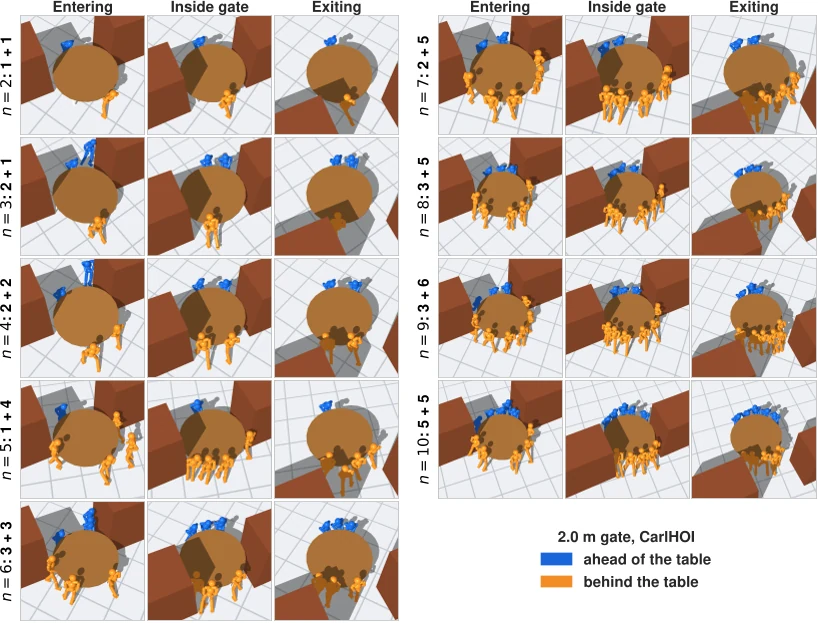 Entering Inside gate Exiting
n = 2: 1 + 1
n = 3: 2 + 1
n = 4: 2 + 2
n = 5: 1 + 4
n = 6: 3 + 3
Entering Inside gate Exiting
n = 7: 2 + 5
n = 8: 3 + 5
n = 9: 3 + 6
n = 10: 5 + 5
2.0 m gate, CarlHOI
ahead of the table
behind the table